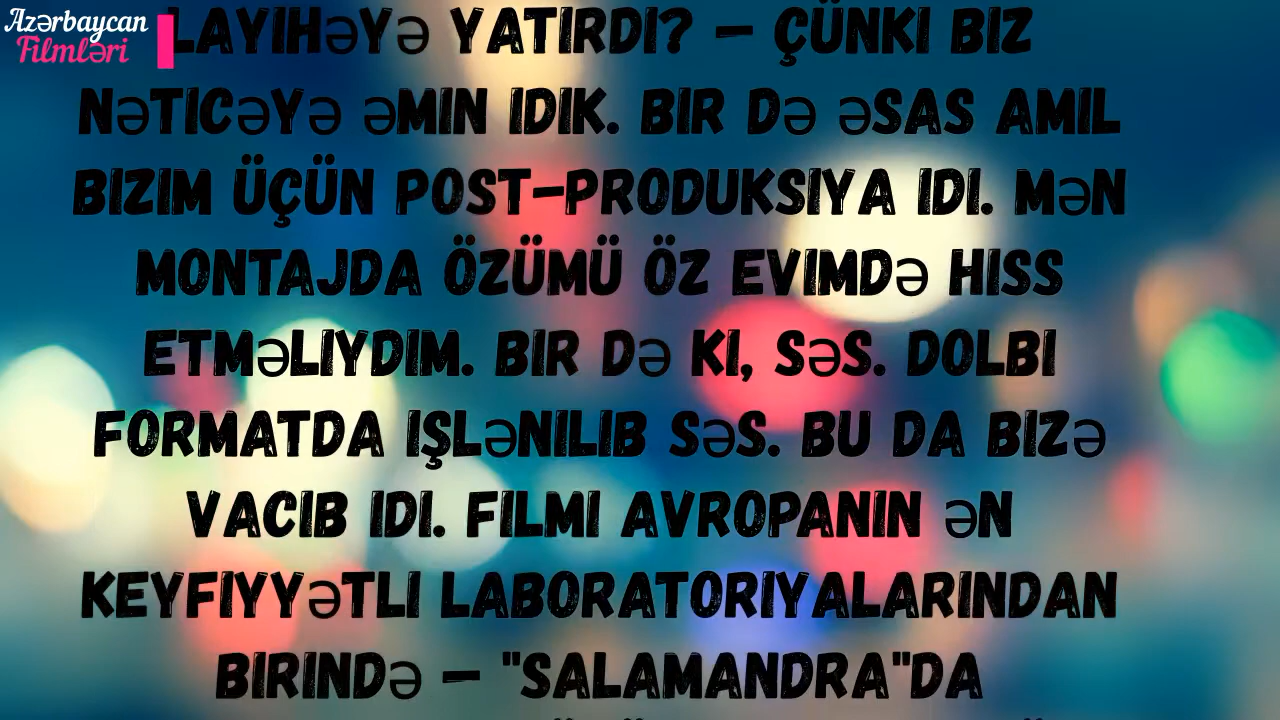 Azərbaycan
Filmləri
LAYIHƏYƏ YATIRDI? – ÇÜNKI BIZ
NƏTICƏYƏ ƏMIN IDIK. BIR DƏ ƏSAS AMIL
BIZIM ÜÇÜN POST-PRODUKSIYA IDI. MƏN
MONTAJDA ÖZÜMÜ ÖZ EVIMDƏ HISS
ETMƏLIYDIM. BIR DƏ KI, SƏS. DOLBI
FORMATDA IŞLƏNILIB SƏS. BU DA BIZƏ
VACIB IDI. FILMI AVROPANIN ƏN
KEYFIYYƏTLI LABORATORIYALARINDAN
BIRINDƏ – "SALAMANDRA"DA